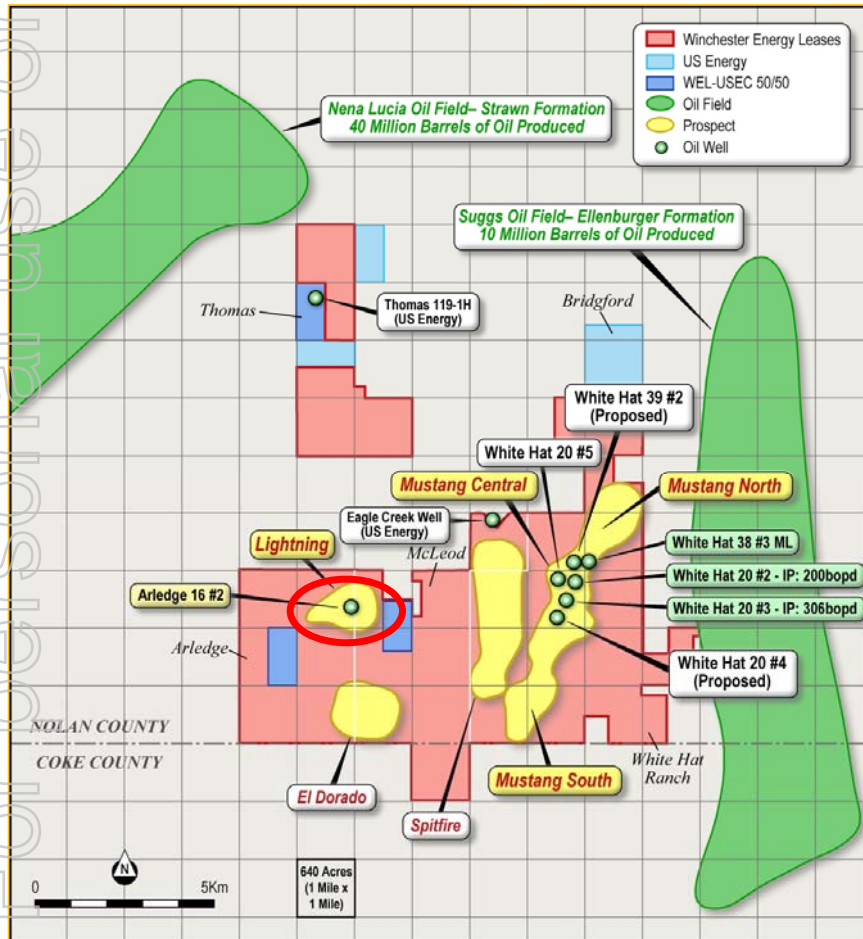 For personal use only
Winchester Energy Leases
US Energy
WEL-USEC 50/50
Oil Field
Prospect
Oil Well
Nena Lucia Oil Field– Strawn Formation
40 Million Barrels of Oil Produced
Suggs Oil Field– Ellenburger Formation
10 Million Barrels of Oil Produced
Thomas
Thomas 119-1H
(US Energy)
Bridgford
White Hat 39 #2
(Proposed)
White Hat 20 #5
Mustang Central
Mustang North
Eagle Creek Well
(US Energy)
McLeod
Lightning
White Hat 38 #3 ML
White Hat 20 #2 - IP: 200bopd
Arledge 16 #2
White Hat 20 #3 - IP: 306bopd
Arledge
White Hat 20 #4
(Proposed)
NOLAN COUNTY
COKE COUNTY
White Hat
Ranch
Mustang South
El Dorado
Spitfire
N
0
5Km
640 Acres
(1 Mile x
1 Mile)